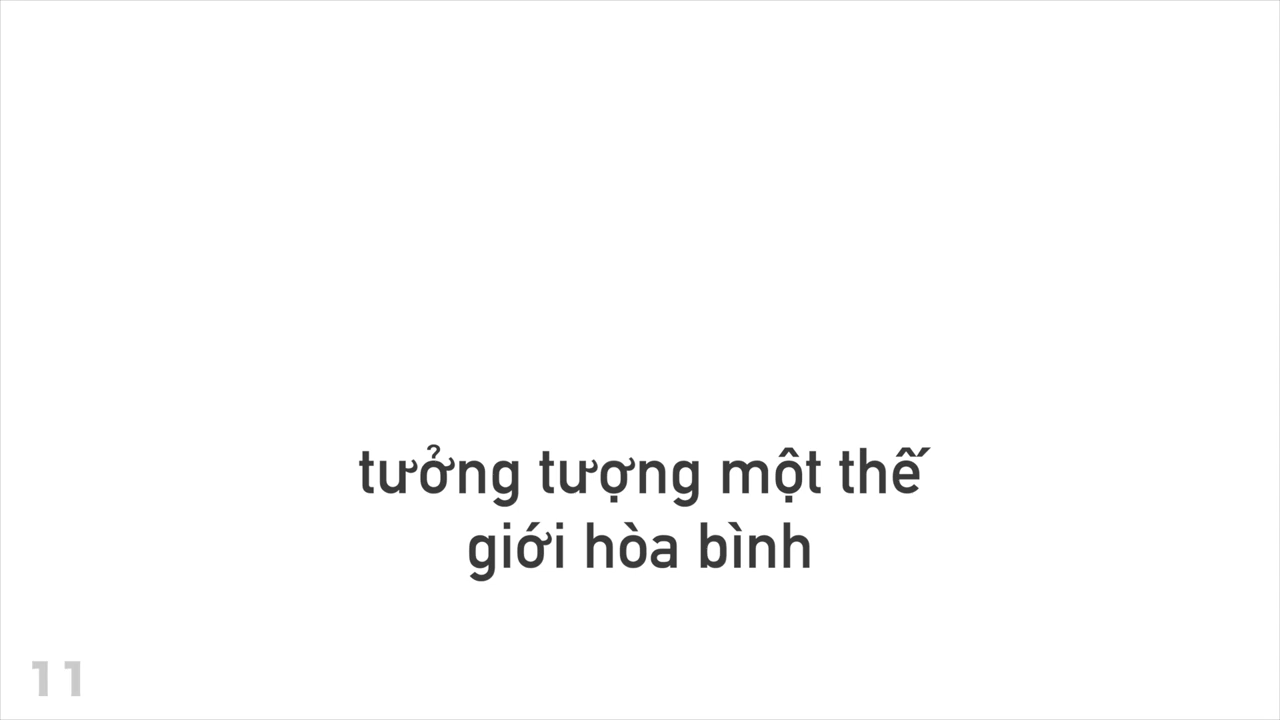 tưởng tượng một thế
giới hòa bình
11